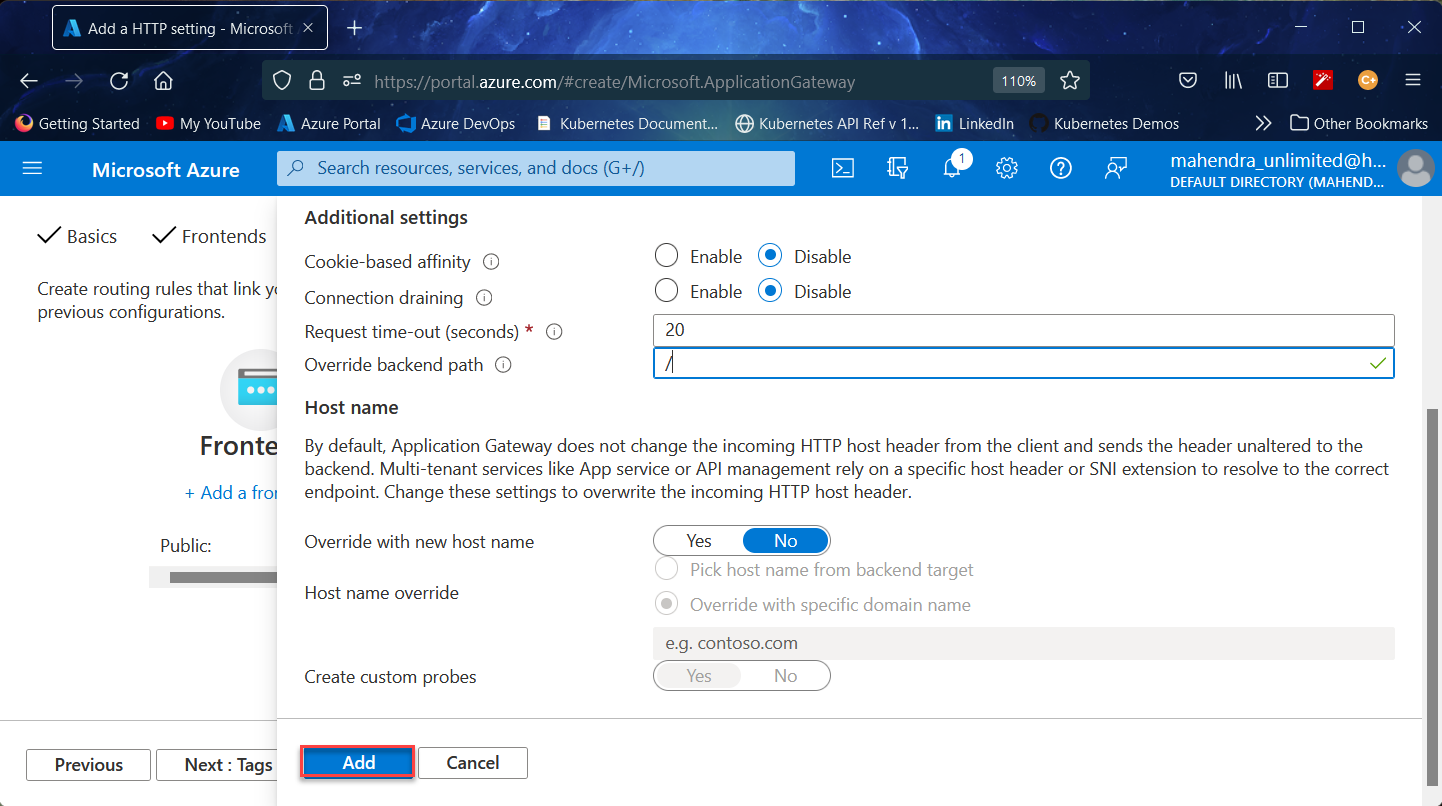 Add a HTTP setting - Microsoft
https://portal.azure.com/#create/Microsoft.ApplicationGateway
110%
C+
Getting Started
My YouTube
Azure Portal
Azure DevOps
Kubernetes Document...
Kubernetes API Ref v 1...
LinkedIn
Kubernetes Demos
Other Bookmarks
Microsoft Azure
Search resources, services, and docs (G+/)
1
mahendra_unlimited@h...
DEFAULT DIRECTORY (MAHEND...
Basics
Frontends
Create routing rules that link
previous configurations.
Fronte
+ Add a fron
Public:
Previous
Next : Tags
Additional settings
Cookie-based affinity
Enable Disable
Connection draining
Enable Disable
Request time-out (seconds) *
20
Override backend path
/
Host name
By default, Application Gateway does not change the incoming HTTP host header from the client and sends the header unaltered to the
backend. Multi-tenant services like App service or API management rely on a specific host header or SNI extension to resolve to the correct
endpoint. Change these settings to overwrite the incoming HTTP host header.
Override with new host name
Yes No
Host name override
Pick host name from backend target
Override with specific domain name
e.g. contoso.com
Create custom probes
Yes No
Add
Cancel